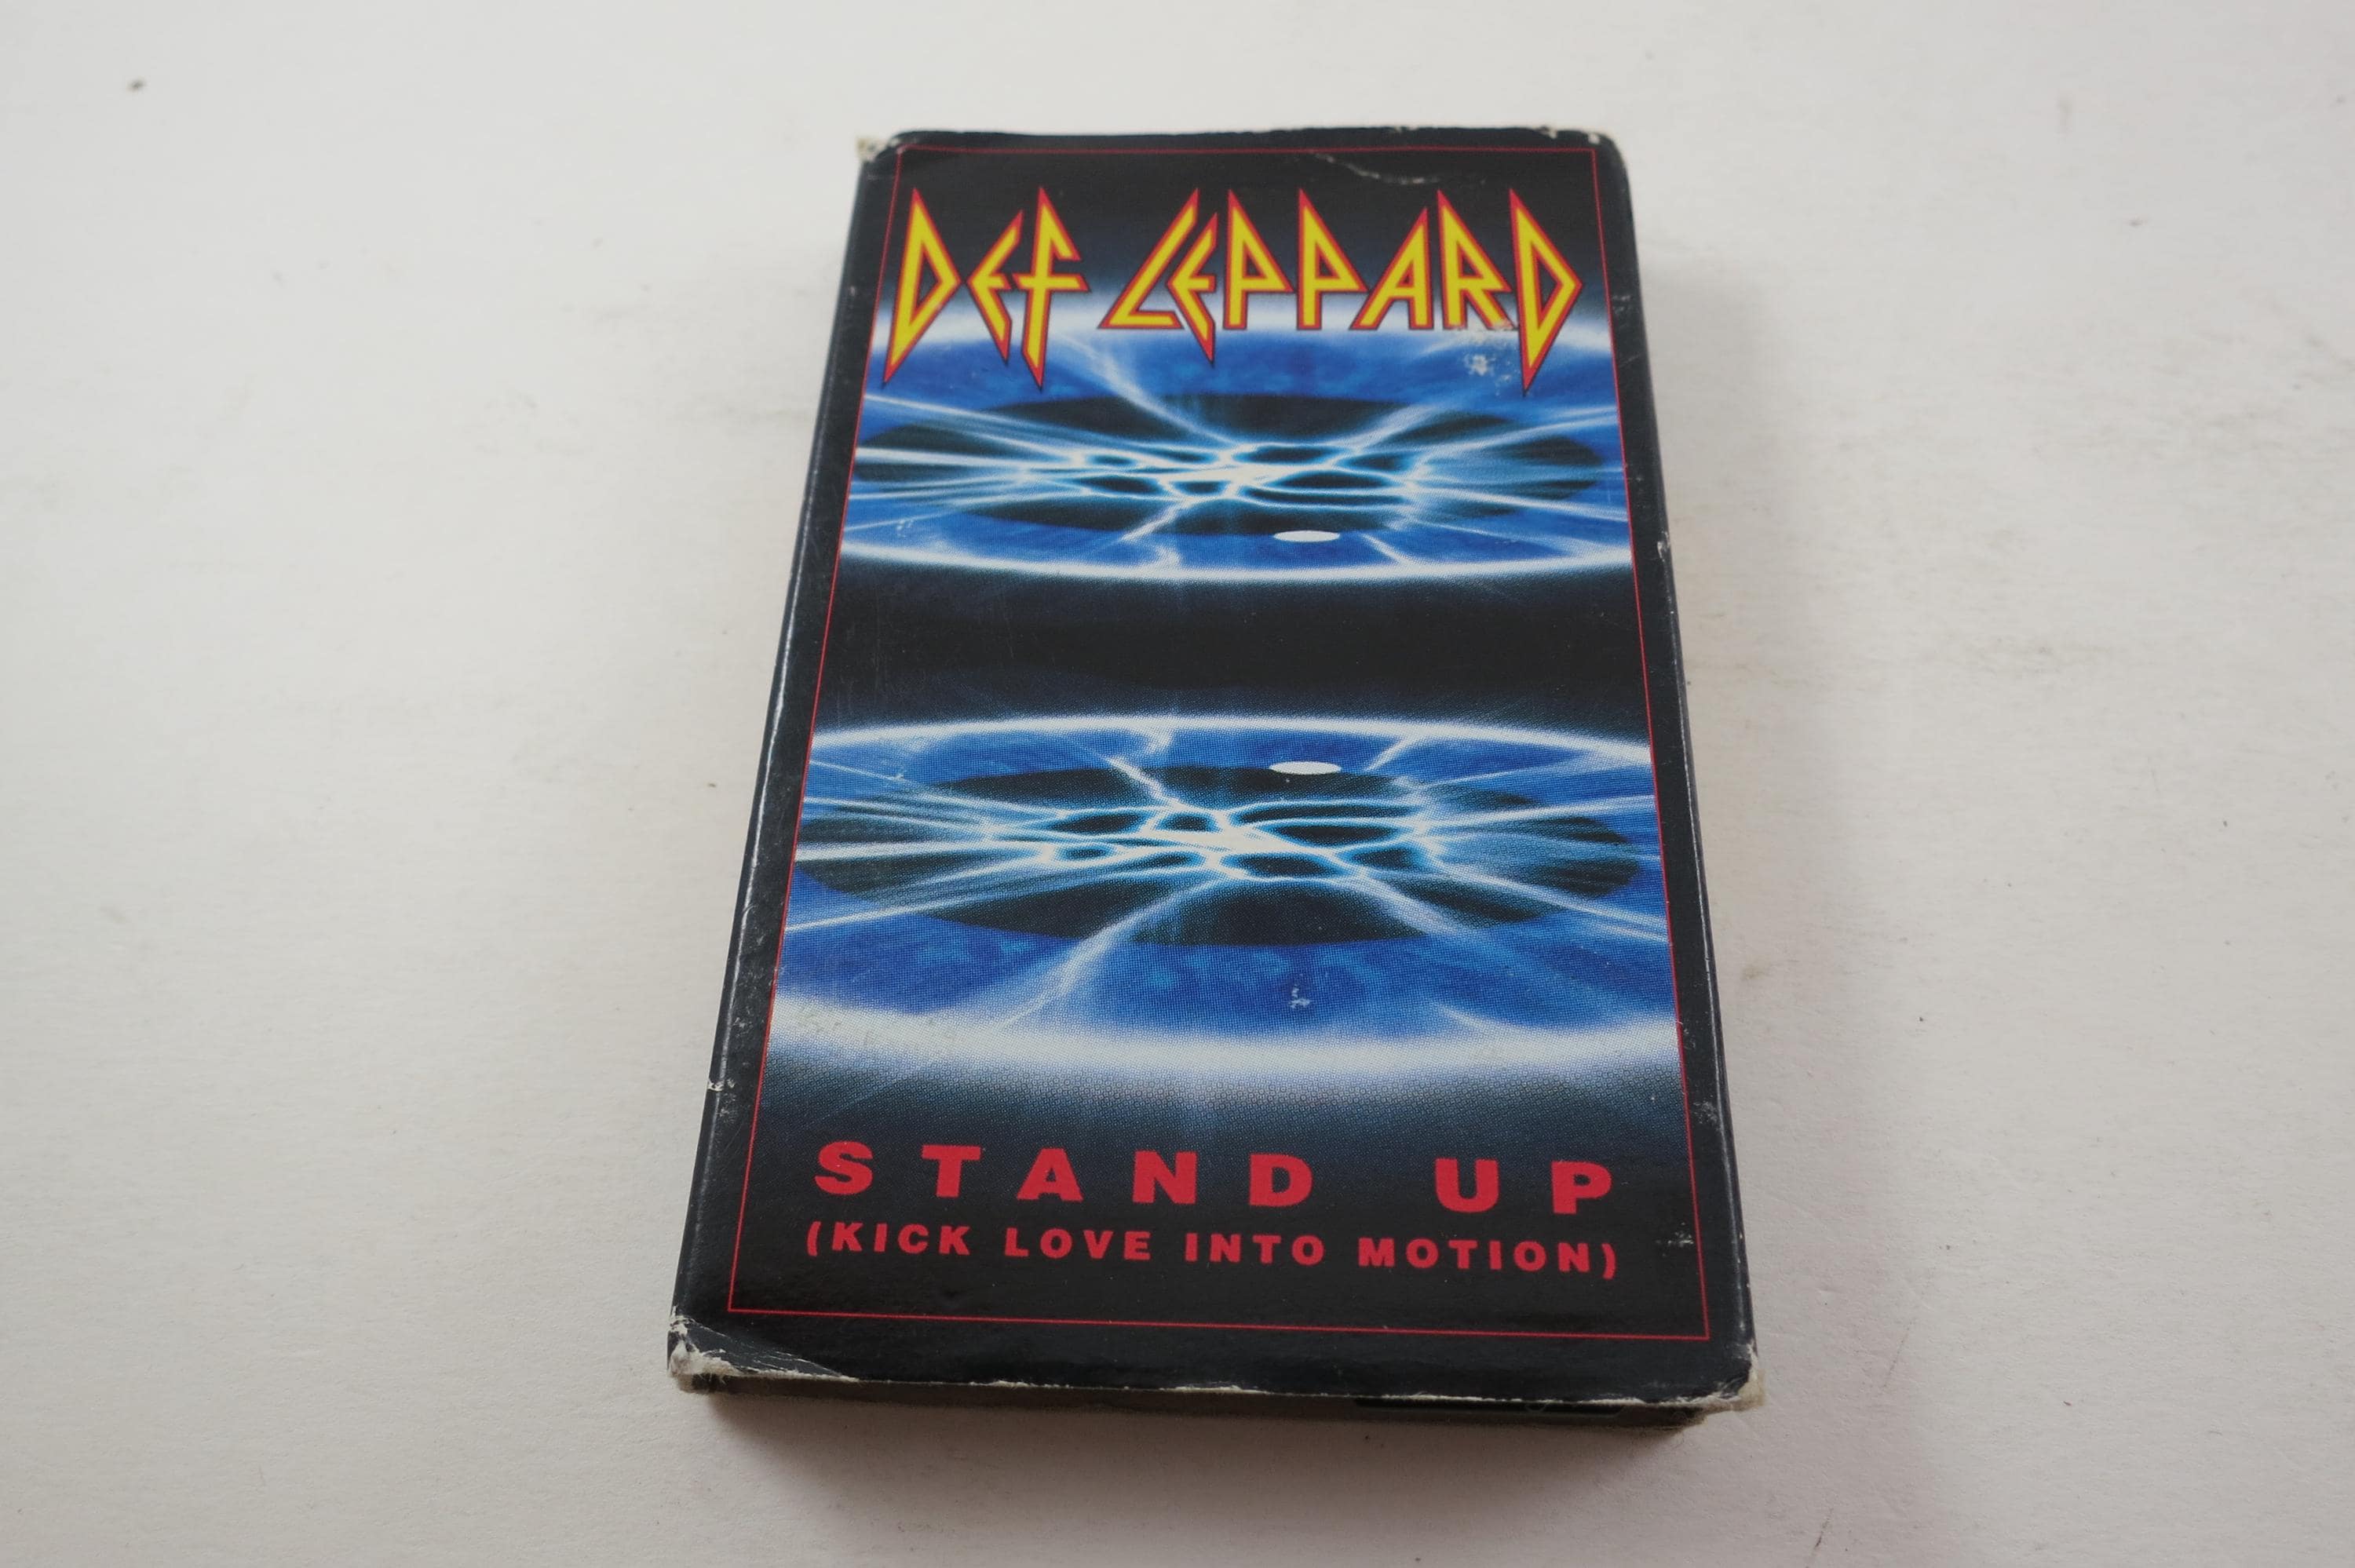 DEF LEPPARD
STAND UP
(KICK LOVE INTO MOTION)